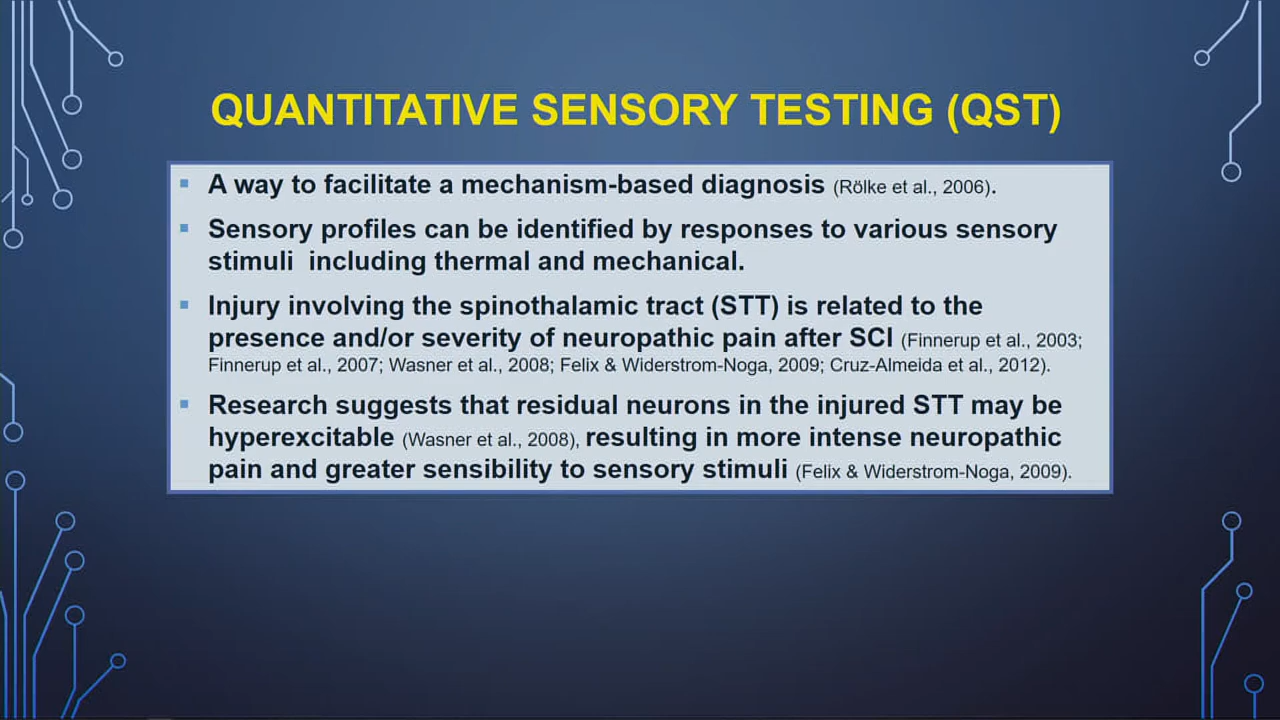 QUANTITATIVE SENSORY TESTING (QST)
▪ A way to facilitate a mechanism-based diagnosis (Rölke et al., 2006).
▪ Sensory profiles can be identified by responses to various sensory
stimuli  including thermal and mechanical.
▪ Injury involving the spinothalamic tract (STT) is related to the
presence and/or severity of neuropathic pain after SCI (Finnerup et al., 2003;
Finnerup et al., 2007; Wasner et al., 2008; Felix & Widerstrom-Noga, 2009; Cruz-Almeida et al., 2012).
▪ Research suggests that residual neurons in the injured STT may be
hyperexcitable (Wasner et al., 2008), resulting in more intense neuropathic
pain and greater sensibility to sensory stimuli (Felix & Widerstrom-Noga, 2009).